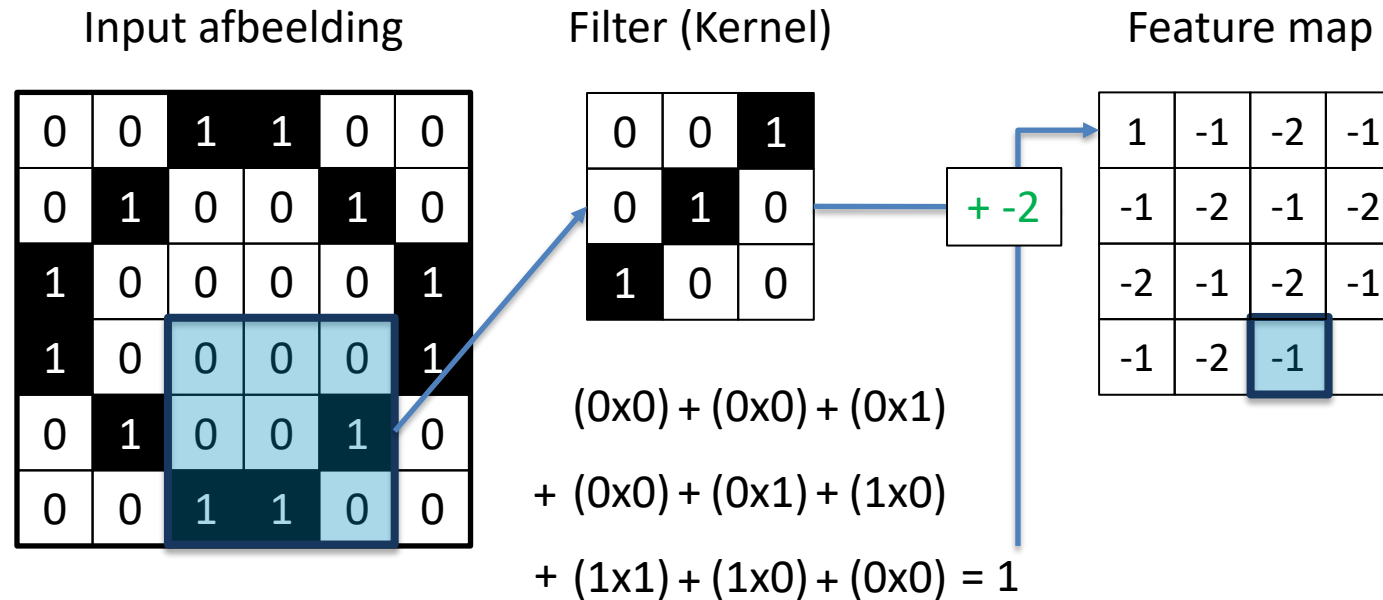 Input afbeelding Filter (Kernel) Feature map
0 0 1 1 0 0 0 0 1 1 -1 -2 -1
0 1 0 0 1 0 0 1 0 + -2 -1 -2 -1 -2
1 0 0 0 0 1 1 0 0 -2 -1 -2 -1
1 0 0 0 0 1 -1 -2 -1
0 1 0 0 1 0 (0x0) + (0x0) + (0x1)
0 0 1 1 0 0 + (0x0) + (0x1) + (1x0)
+ (1x1) + (1x0) + (0x0) = 1